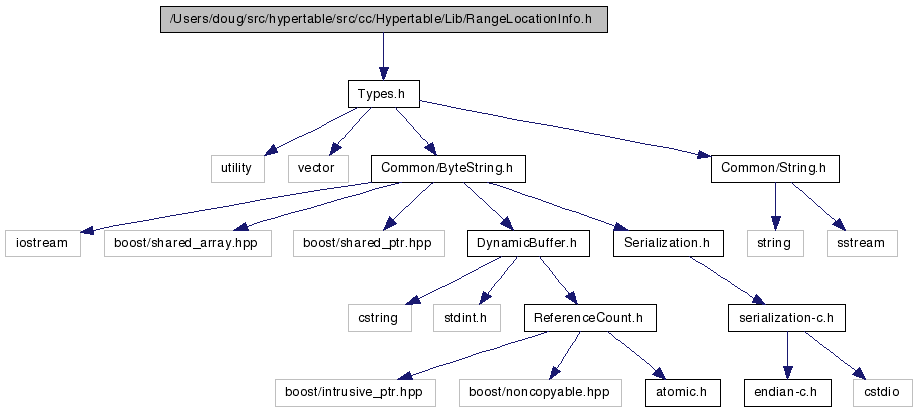 /Users/doug/src/hypertable/src/cc/Hypertable/Lib/RangeLocationInfo.h
Types.h
utility
vector
Common/ByteString.h
Common/String.h
iostream
boost/shared_array.hpp
boost/shared_ptr.hpp
DynamicBuffer.h
Serialization.h
string
sstream
cstring
stdint.h
ReferenceCount.h
serialization-c.h
boost/intrusive_ptr.hpp
boost/noncopyable.hpp
atomic.h
endian-c.h
cstdio